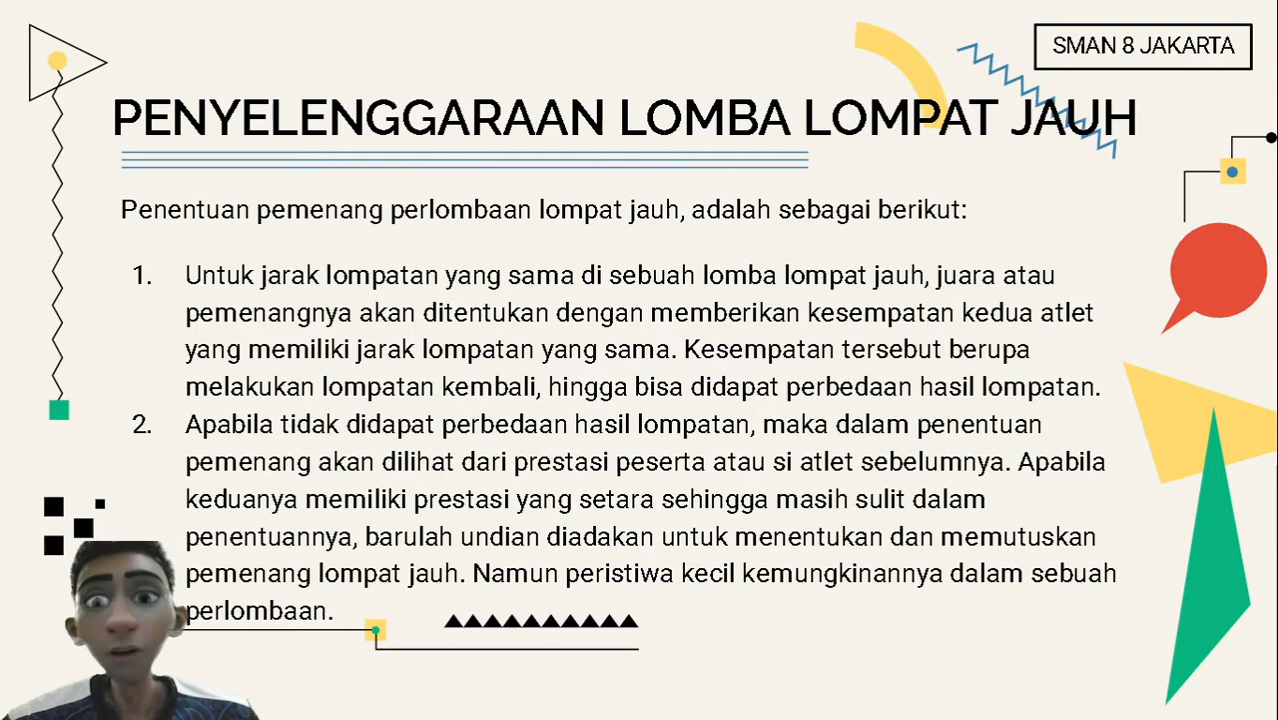 SMAN 8 JAKARTA
PENYELENGGARAAN LOMBA LOMPAT JAUH
Penentuan pemenang perlombaan lompat jauh, adalah sebagai berikut:
1. Untuk jarak lompatan yang sama di sebuah lomba lompat jauh, juara atau
pemenangnya akan ditentukan dengan memberikan kesempatan kedua atlet
yang memiliki jarak lompatan yang sama. Kesempatan tersebut berupa
melakukan lompatan kembali, hingga bisa didapat perbedaan hasil lompatan.
2. Apabila tidak didapat perbedaan hasil lompatan, maka dalam penentuan
pemenang akan dilihat dari prestasi peserta atau si atlet sebelumnya. Apabila
keduanya memiliki prestasi yang setara sehingga masih sulit dalam
penentuannya, barulah undian diadakan untuk menentukan dan memutuskan
pemenang lompat jauh. Namun peristiwa kecil kemungkinannya dalam sebuah
perlombaan.